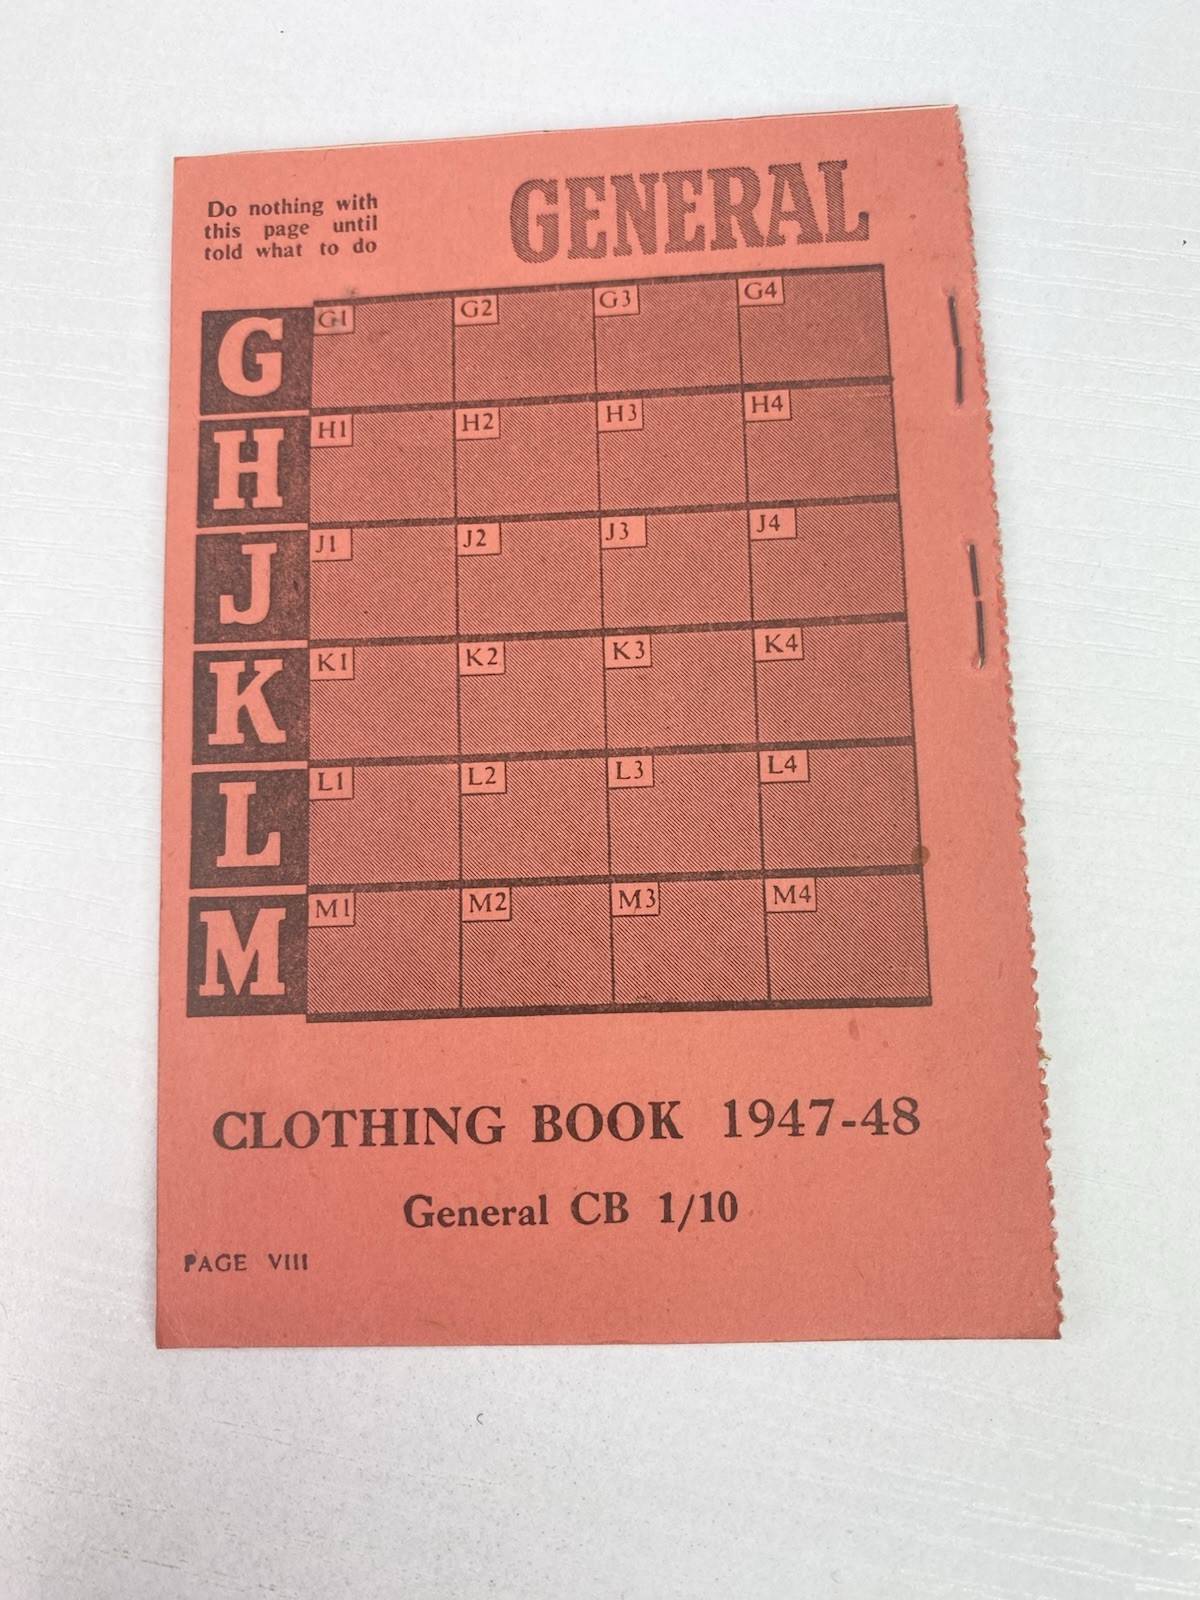 Do nothing with
this page until
told what to do
GENERAL
G G1 G2 G3 G4
H H1 H2 H3 H4
J J1 J2 J3 J4
K K1 K2 K3 K4
L L1 L2 L3 L4
M M1 M2 M3 M4
CLOTHING BOOK 1947-48
General CB 1/10
PAGE VIII